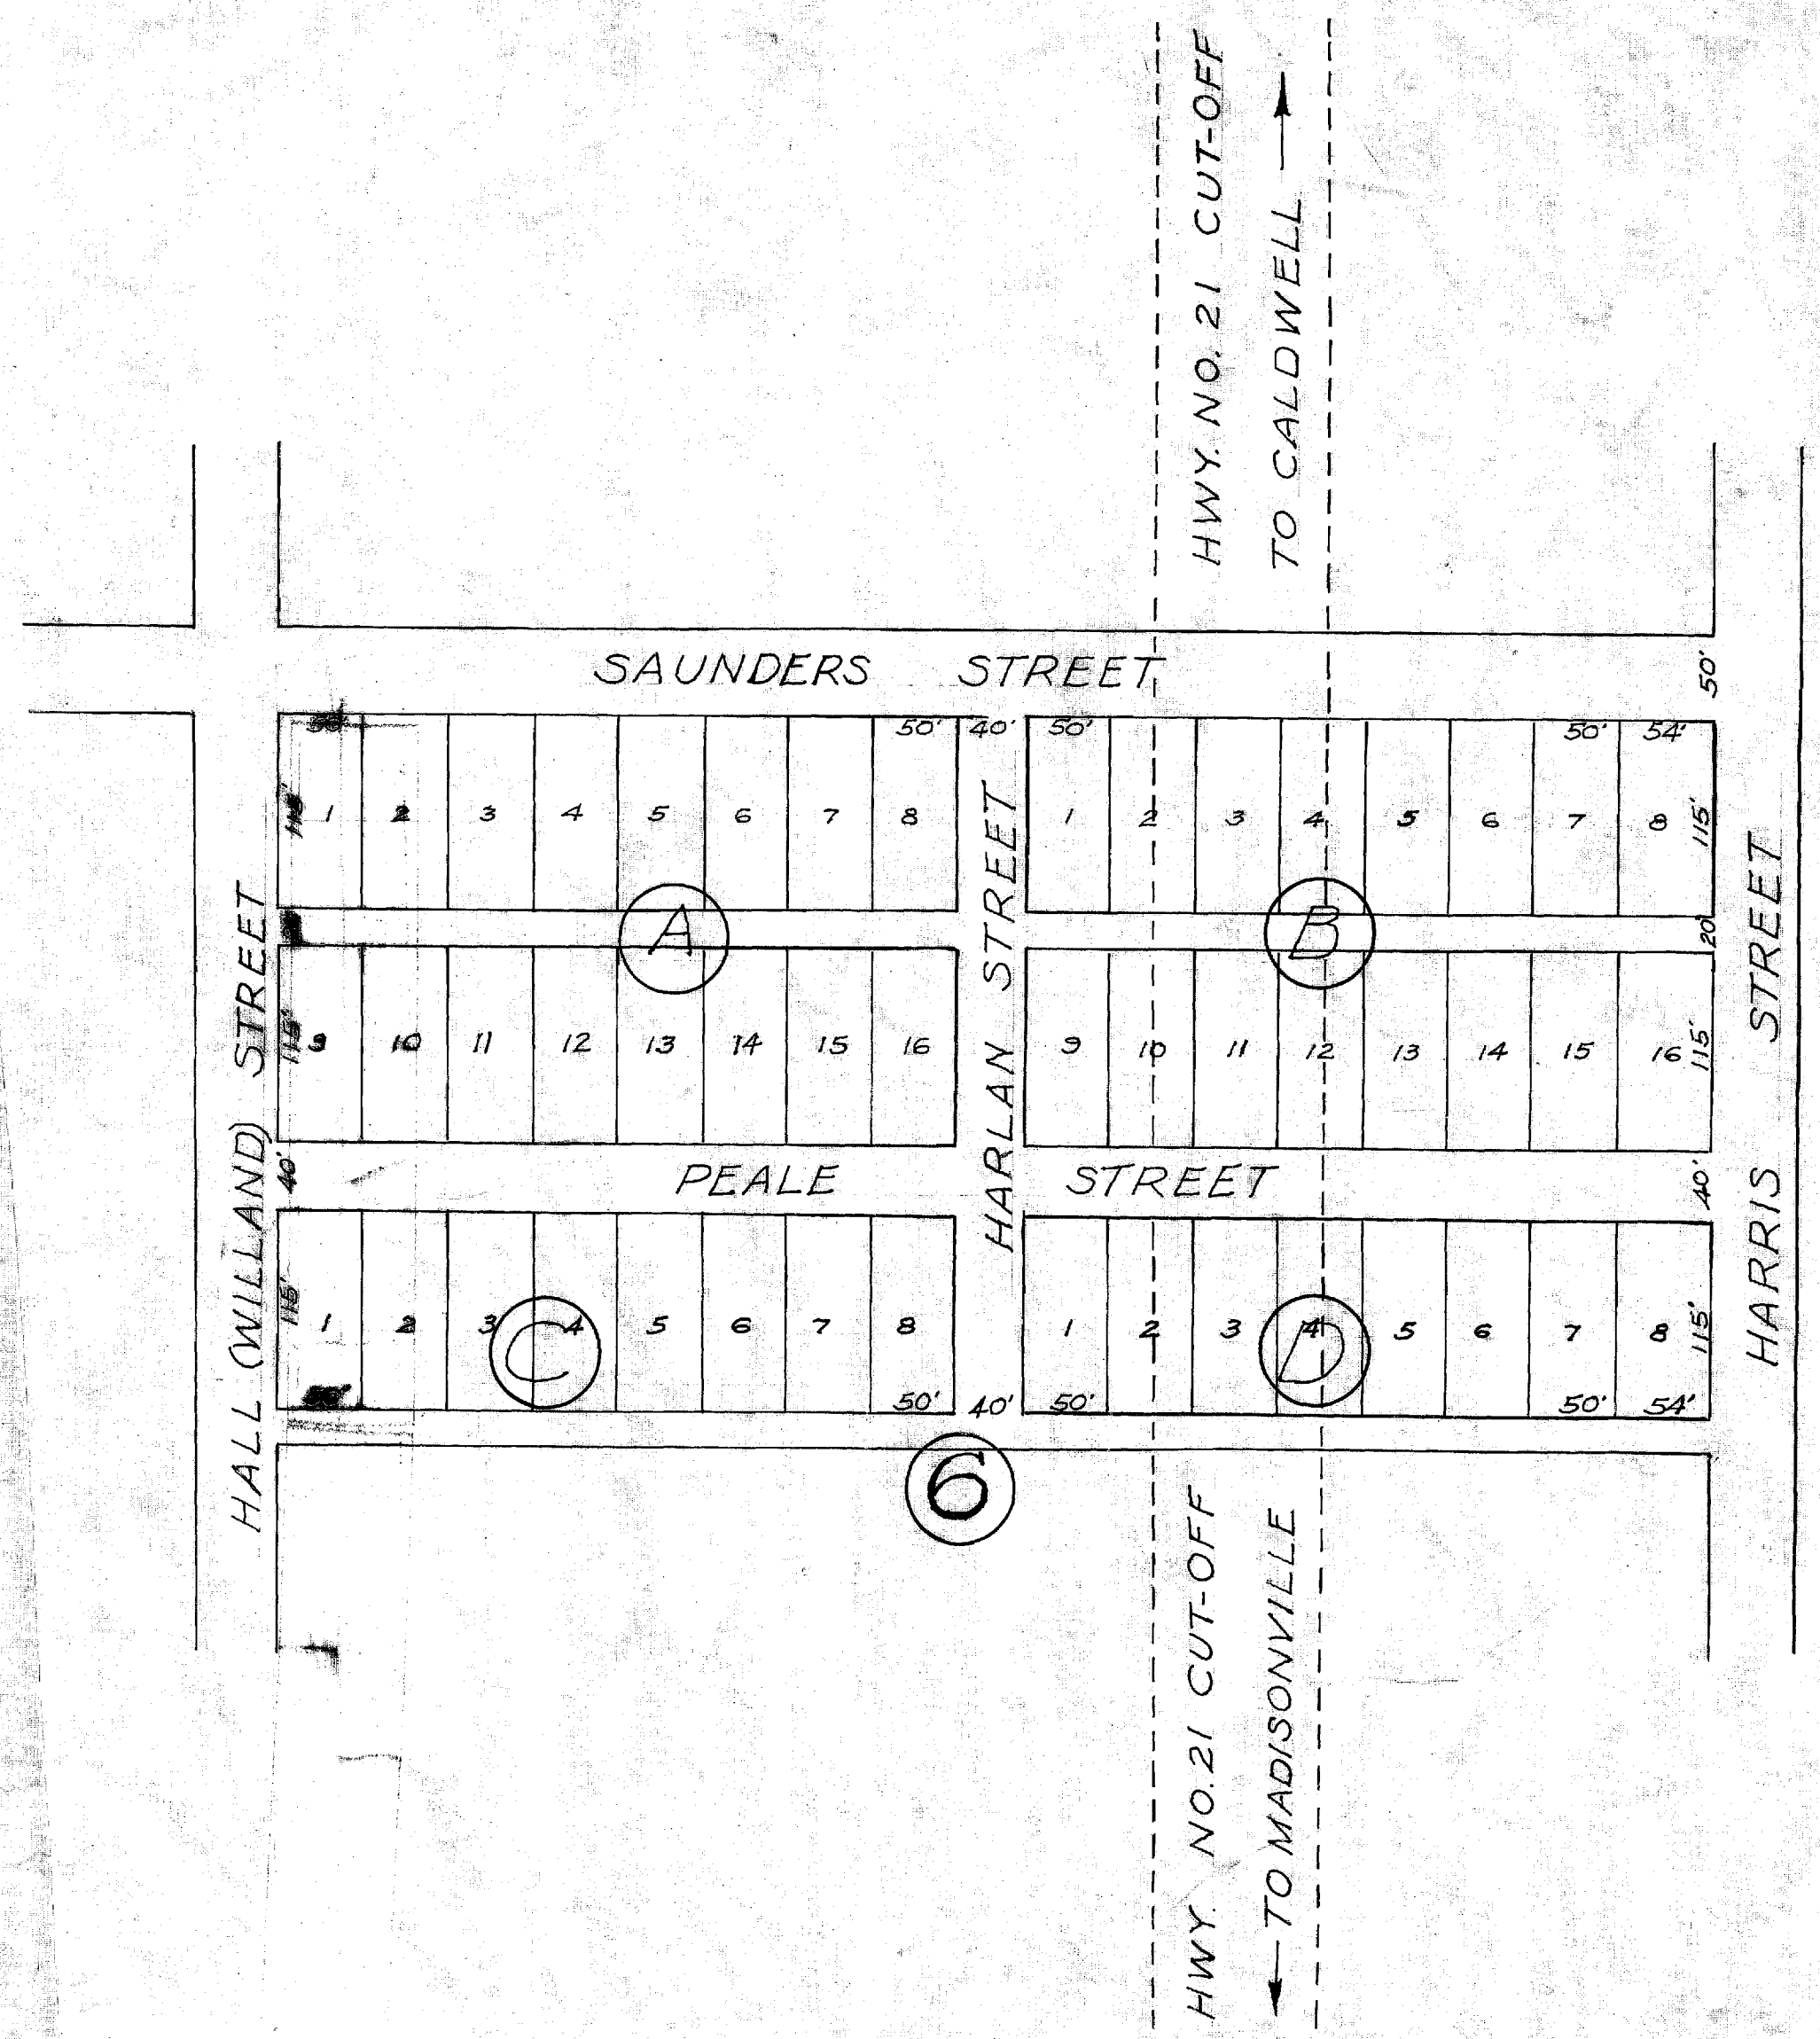 HWY. NO. 21 CUT-OFF
TO CALDWELL
SAUNDERS STREET
50'
50' 50' 40' 50' 50' 54'
115' 1 2 3 4 5 6 7 8 1 2 3 4 5 6 7 8 115'
A B 20'
115' 9 10 11 12 13 14 15 16 9 10 11 12 13 14 15 16 115'
HALL (WILLAND) STREET
HARLAN STREET
HARRIS STREET
40' PEALE STREET 40'
115' 1 2 3 4 5 6 7 8 1 2 3 4 5 6 7 8 115'
C D
50' 50' 40' 50' 50' 54'
6
HWY. NO. 21 CUT-OFF
TO MADISONVILLE